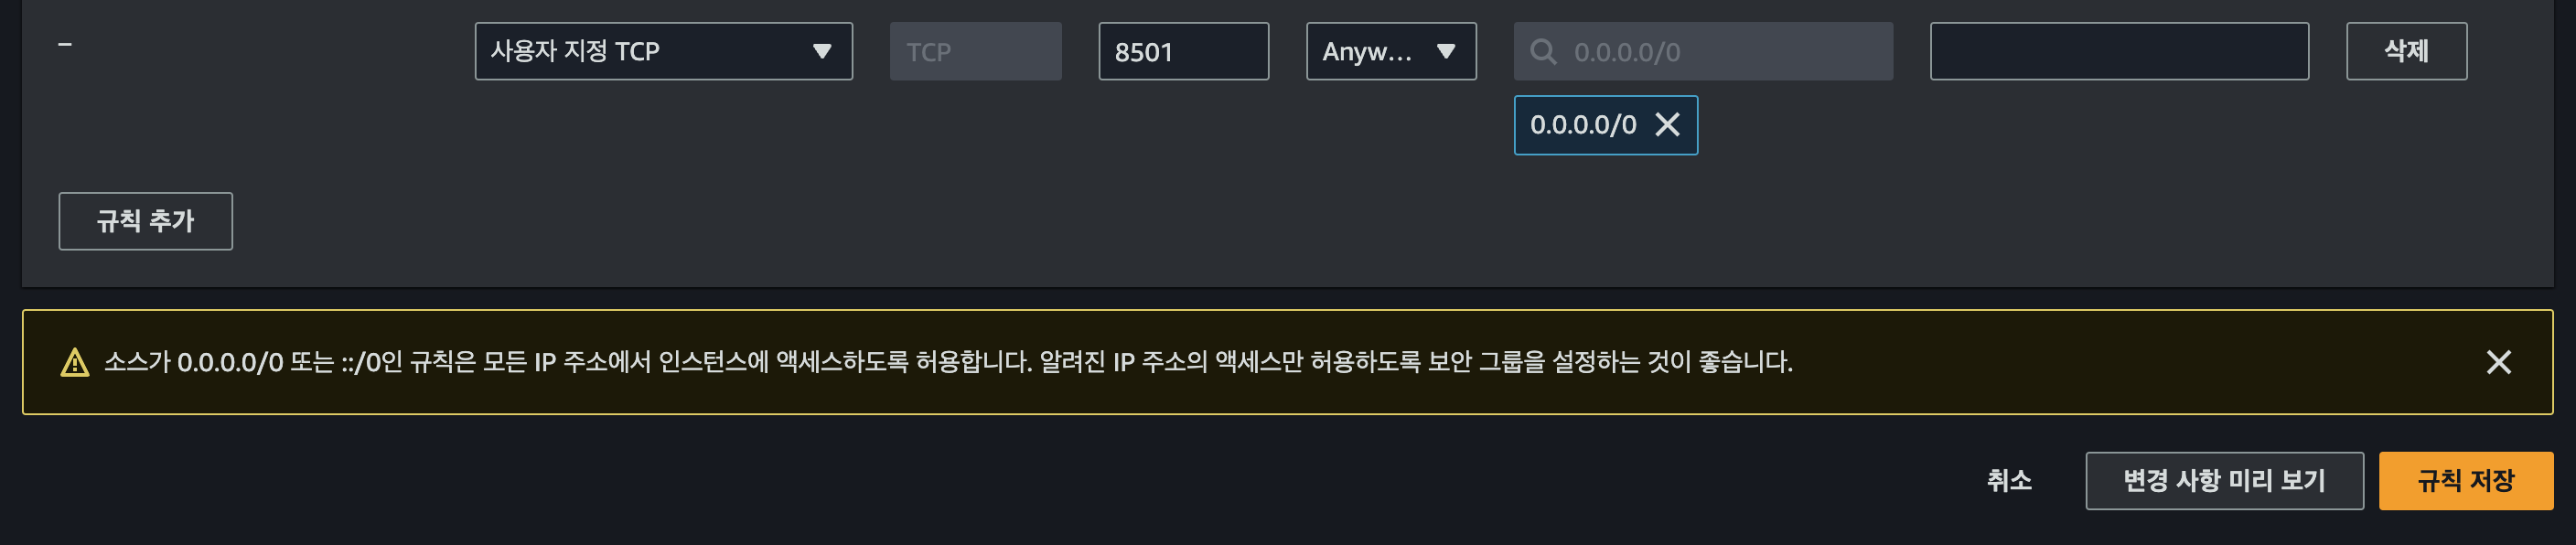 –
사용자 지정 TCP
TCP
8501
Anyw...
0.0.0.0/0
삭제
0.0.0.0/0
규칙 추가
소스가 0.0.0.0/0 또는 ::/0인 규칙은 모든 IP 주소에서 인스턴스에 액세스하도록 허용합니다. 알려진 IP 주소의 액세스만 허용하도록 보안 그룹을 설정하는 것이 좋습니다.
취소
변경 사항 미리 보기
규칙 저장